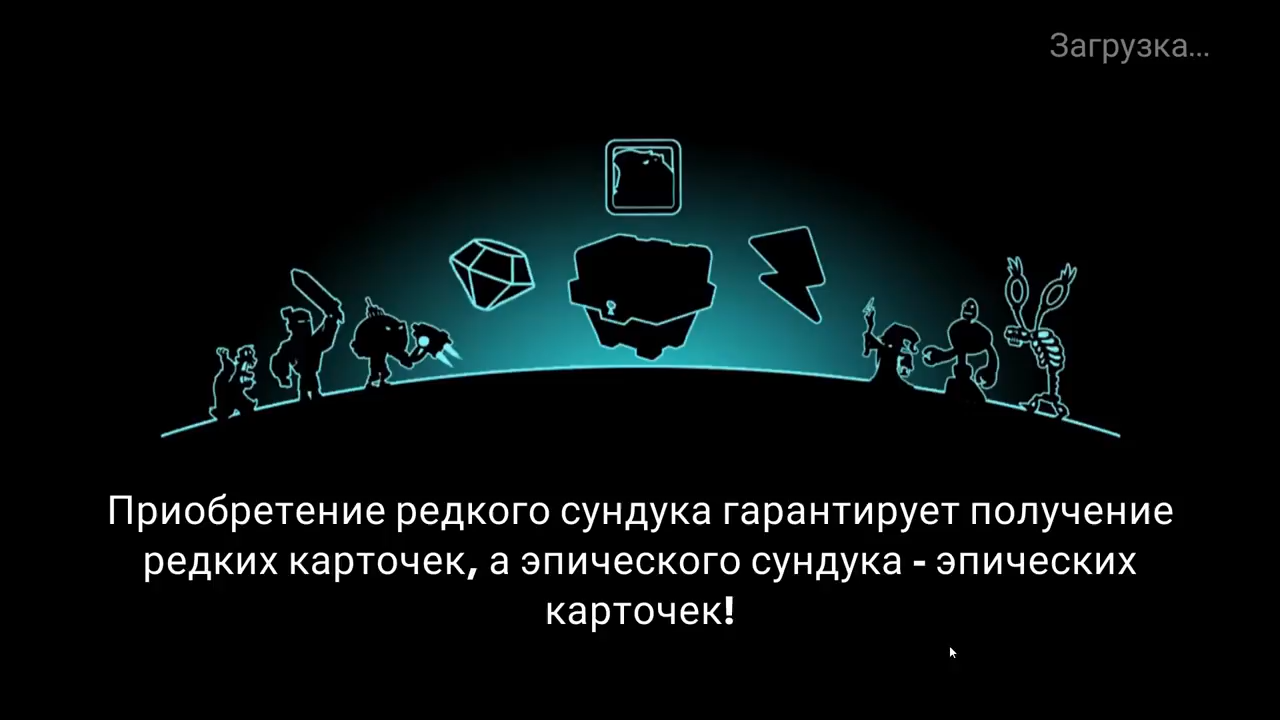 Загрузка...
Приобретение редкого сундука гарантирует получение
редких карточек, а эпического сундука - эпических
карточек!